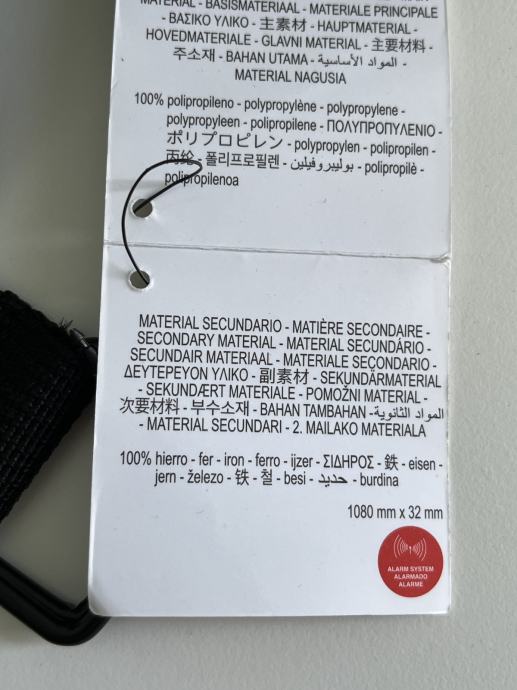 MATERIAL - BASISMATERIAAL - MATERIALE PRINCIPALE
- ΒΑΣΙΚΟ ΥΛΙΚΟ - 主素材 - HAUPTMATERIAL -
HOVEDMATERIALE - GLAVNI MATERIAL - 主要材料 -
주소재 - BAHAN UTAMA - المواد الأساسية -
MATERIAL NAGUSIA
100% polipropileno - polypropylène - polypropylene -
polypropyleen - polipropilene - ΠΟΛΥΠΡΟΠΥΛΕΝΙΟ -
ポリプロピレン - polypropylen - polipropilen -
丙纶 - 폴리프로필렌 - بوليبروفيلين - polipropilè -
polipropilenoa
MATERIAL SECUNDARIO - MATIÈRE SECONDAIRE -
SECONDARY MATERIAL - MATERIAL SECUNDÁRIO -
SECUNDAIR MATERIAAL - MATERIALE SECONDARIO -
ΔΕΥΤΕΡΕΥΟΝ ΥΛΙΚΟ - 副素材 - SEKUNDÄRMATERIAL
- SEKUNDÆRT MATERIALE - POMOŽNI MATERIAL -
次要材料 - 부수소재 - BAHAN TAMBAHAN - المواد الثانوية
- MATERIAL SECUNDARI - 2. MAILAKO MATERIALA
100% hierro - fer - iron - ferro - ijzer - ΣΙΔΗΡΟΣ - 鉄 - eisen -
jern - železo - 铁 - 철 - besi - حديد - burdina
1080 mm x 32 mm
ALARM SYSTEM
ALARMADO
ALARME